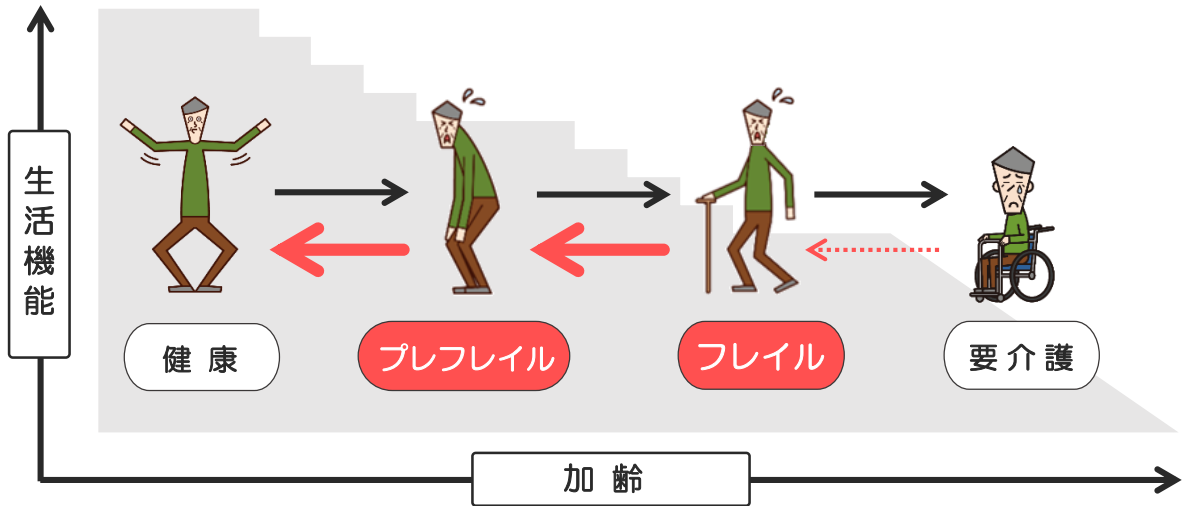 生活機能
健康
プレフレイル
フレイル
要介護
加齢